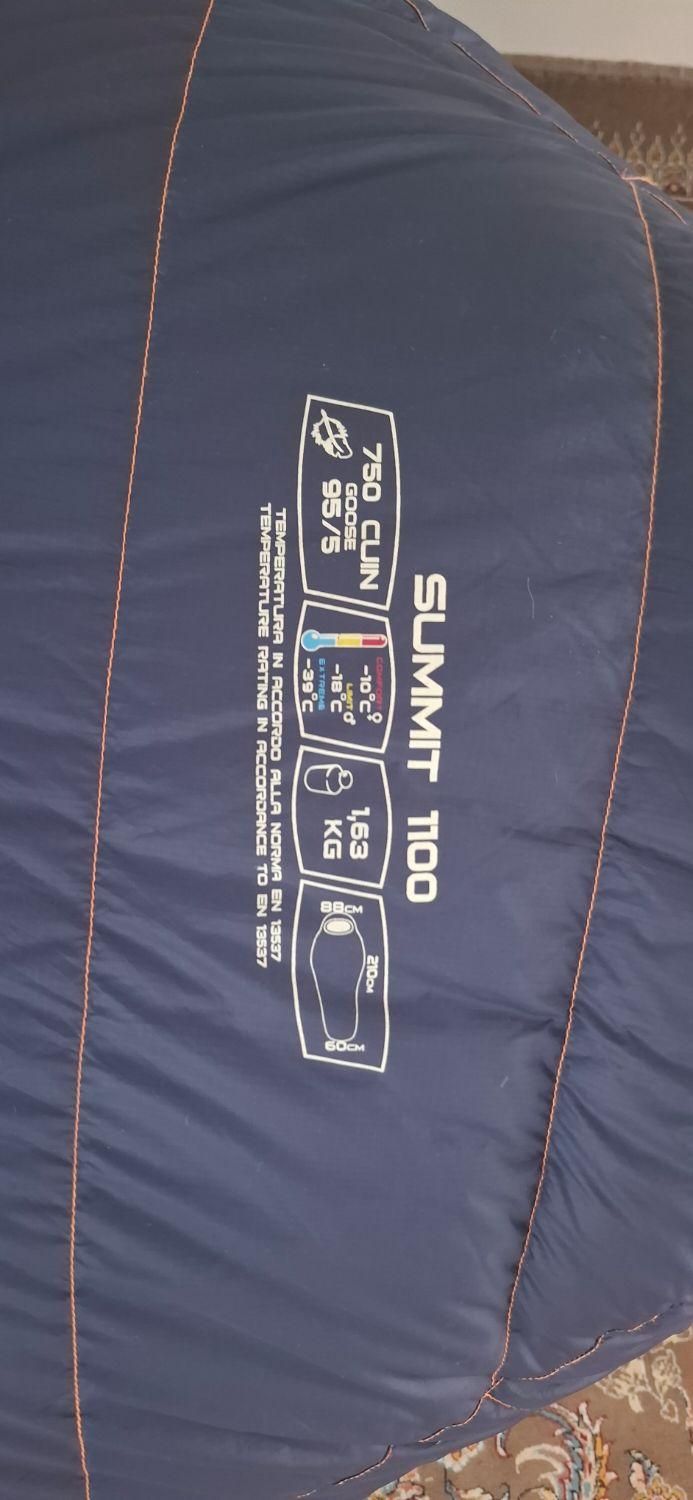 SUMMIT 1100
750 CUIN
GOOSE
95/5
COMFORT
-10°C
LIMIT
-18°C
EXTREME
-39°C
1,63
KG
88CM
210CM
60CM
TEMPERATURA IN ACCORDO ALLA NORMA EN 13537
TEMPERATURE RATING IN ACCORDANCE TO EN 13537